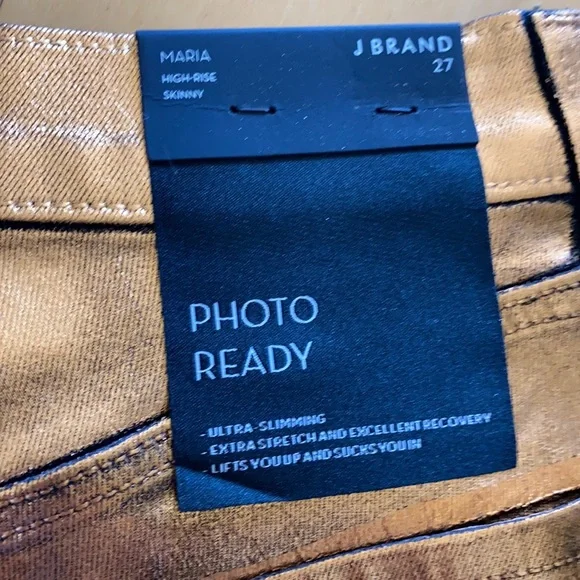 MARIA
HIGH-RISE
SKINNY
J BRAND
27
PHOTO
READY
- ULTRA-SLIMMING
- EXTRA STRETCH AND EXCELLENT RECOVERY
- LIFTS YOU UP AND SUCKS YOU IN